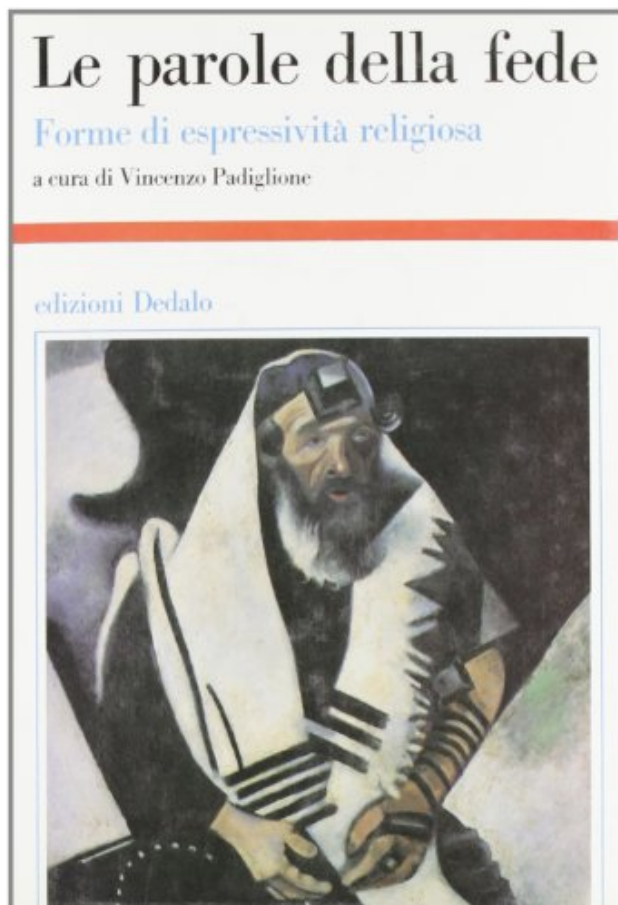 Le parole della fede
Forme di espressività religiosa
a cura di Vincenzo Padiglione
edizioni Dedalo